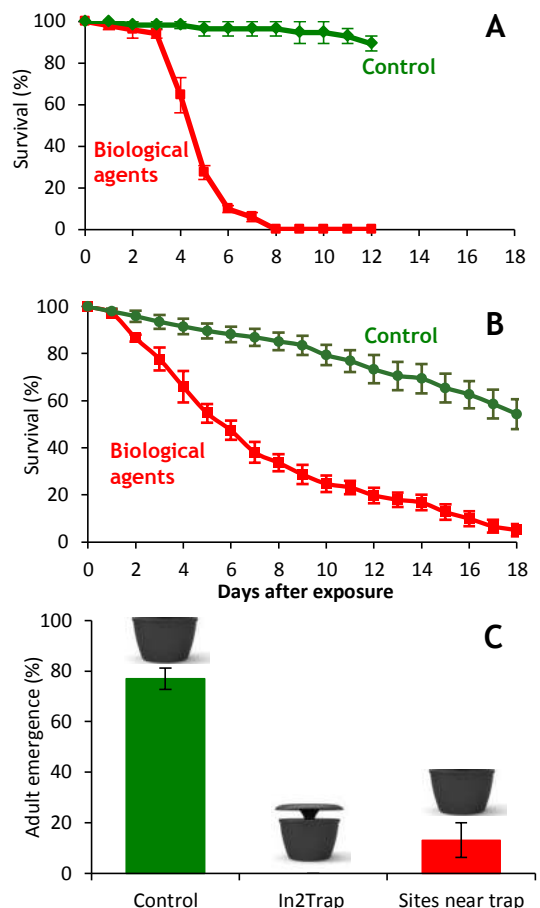 100
80
60
40
20
0
Survival (%)
A
Control
Biological
agents
0 2 4 6 8 10 12 14 16 18
100
80
60
40
20
0
Survival (%)
B
Control
Biological
agents
0 2 4 6 8 10 12 14 16 18
Days after exposure
100
80
60
40
20
0
Adult emergence (%)
C
Control In2Trap Sites near trap